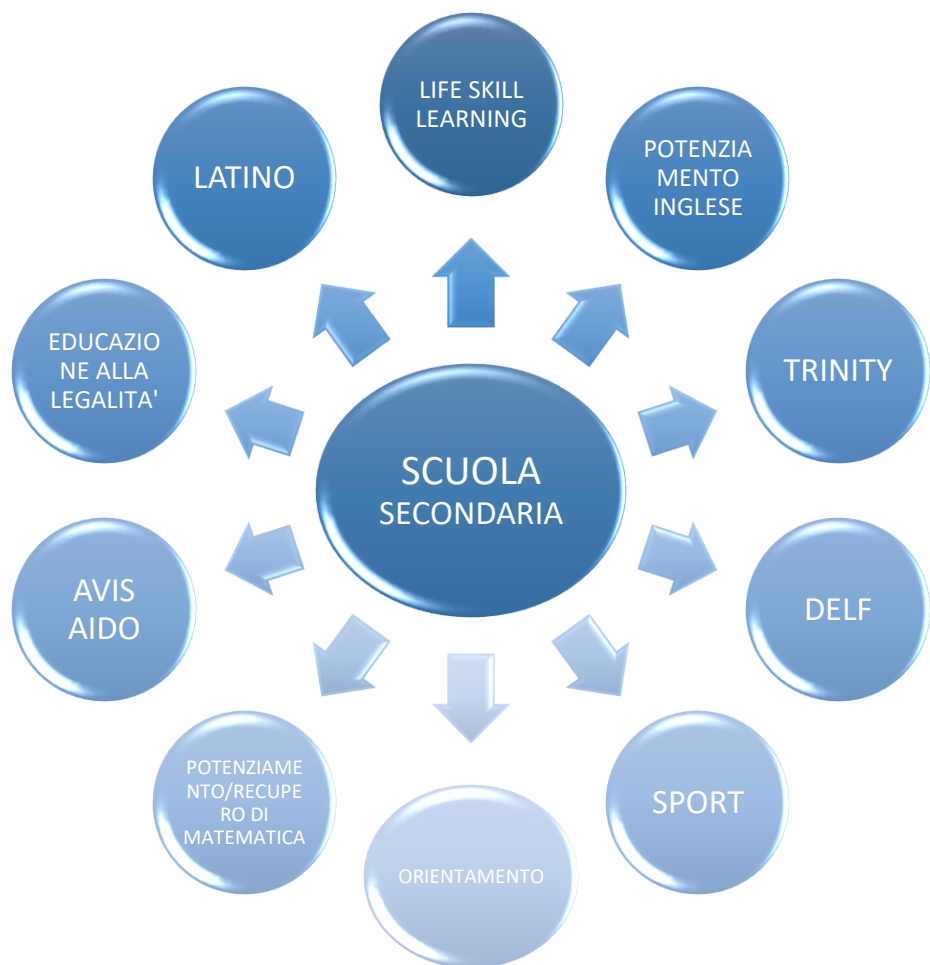 LIFE SKILL
LEARNING
POTENZIA
MENTO
INGLESE
TRINITY
DELF
SPORT
ORIENTAMENTO
POTENZIAME
NTO/RECUPE
RO DI
MATEMATICA
AVIS
AIDO
EDUCAZIO
NE ALLA
LEGALITA'
LATINO
SCUOLA
SECONDARIA